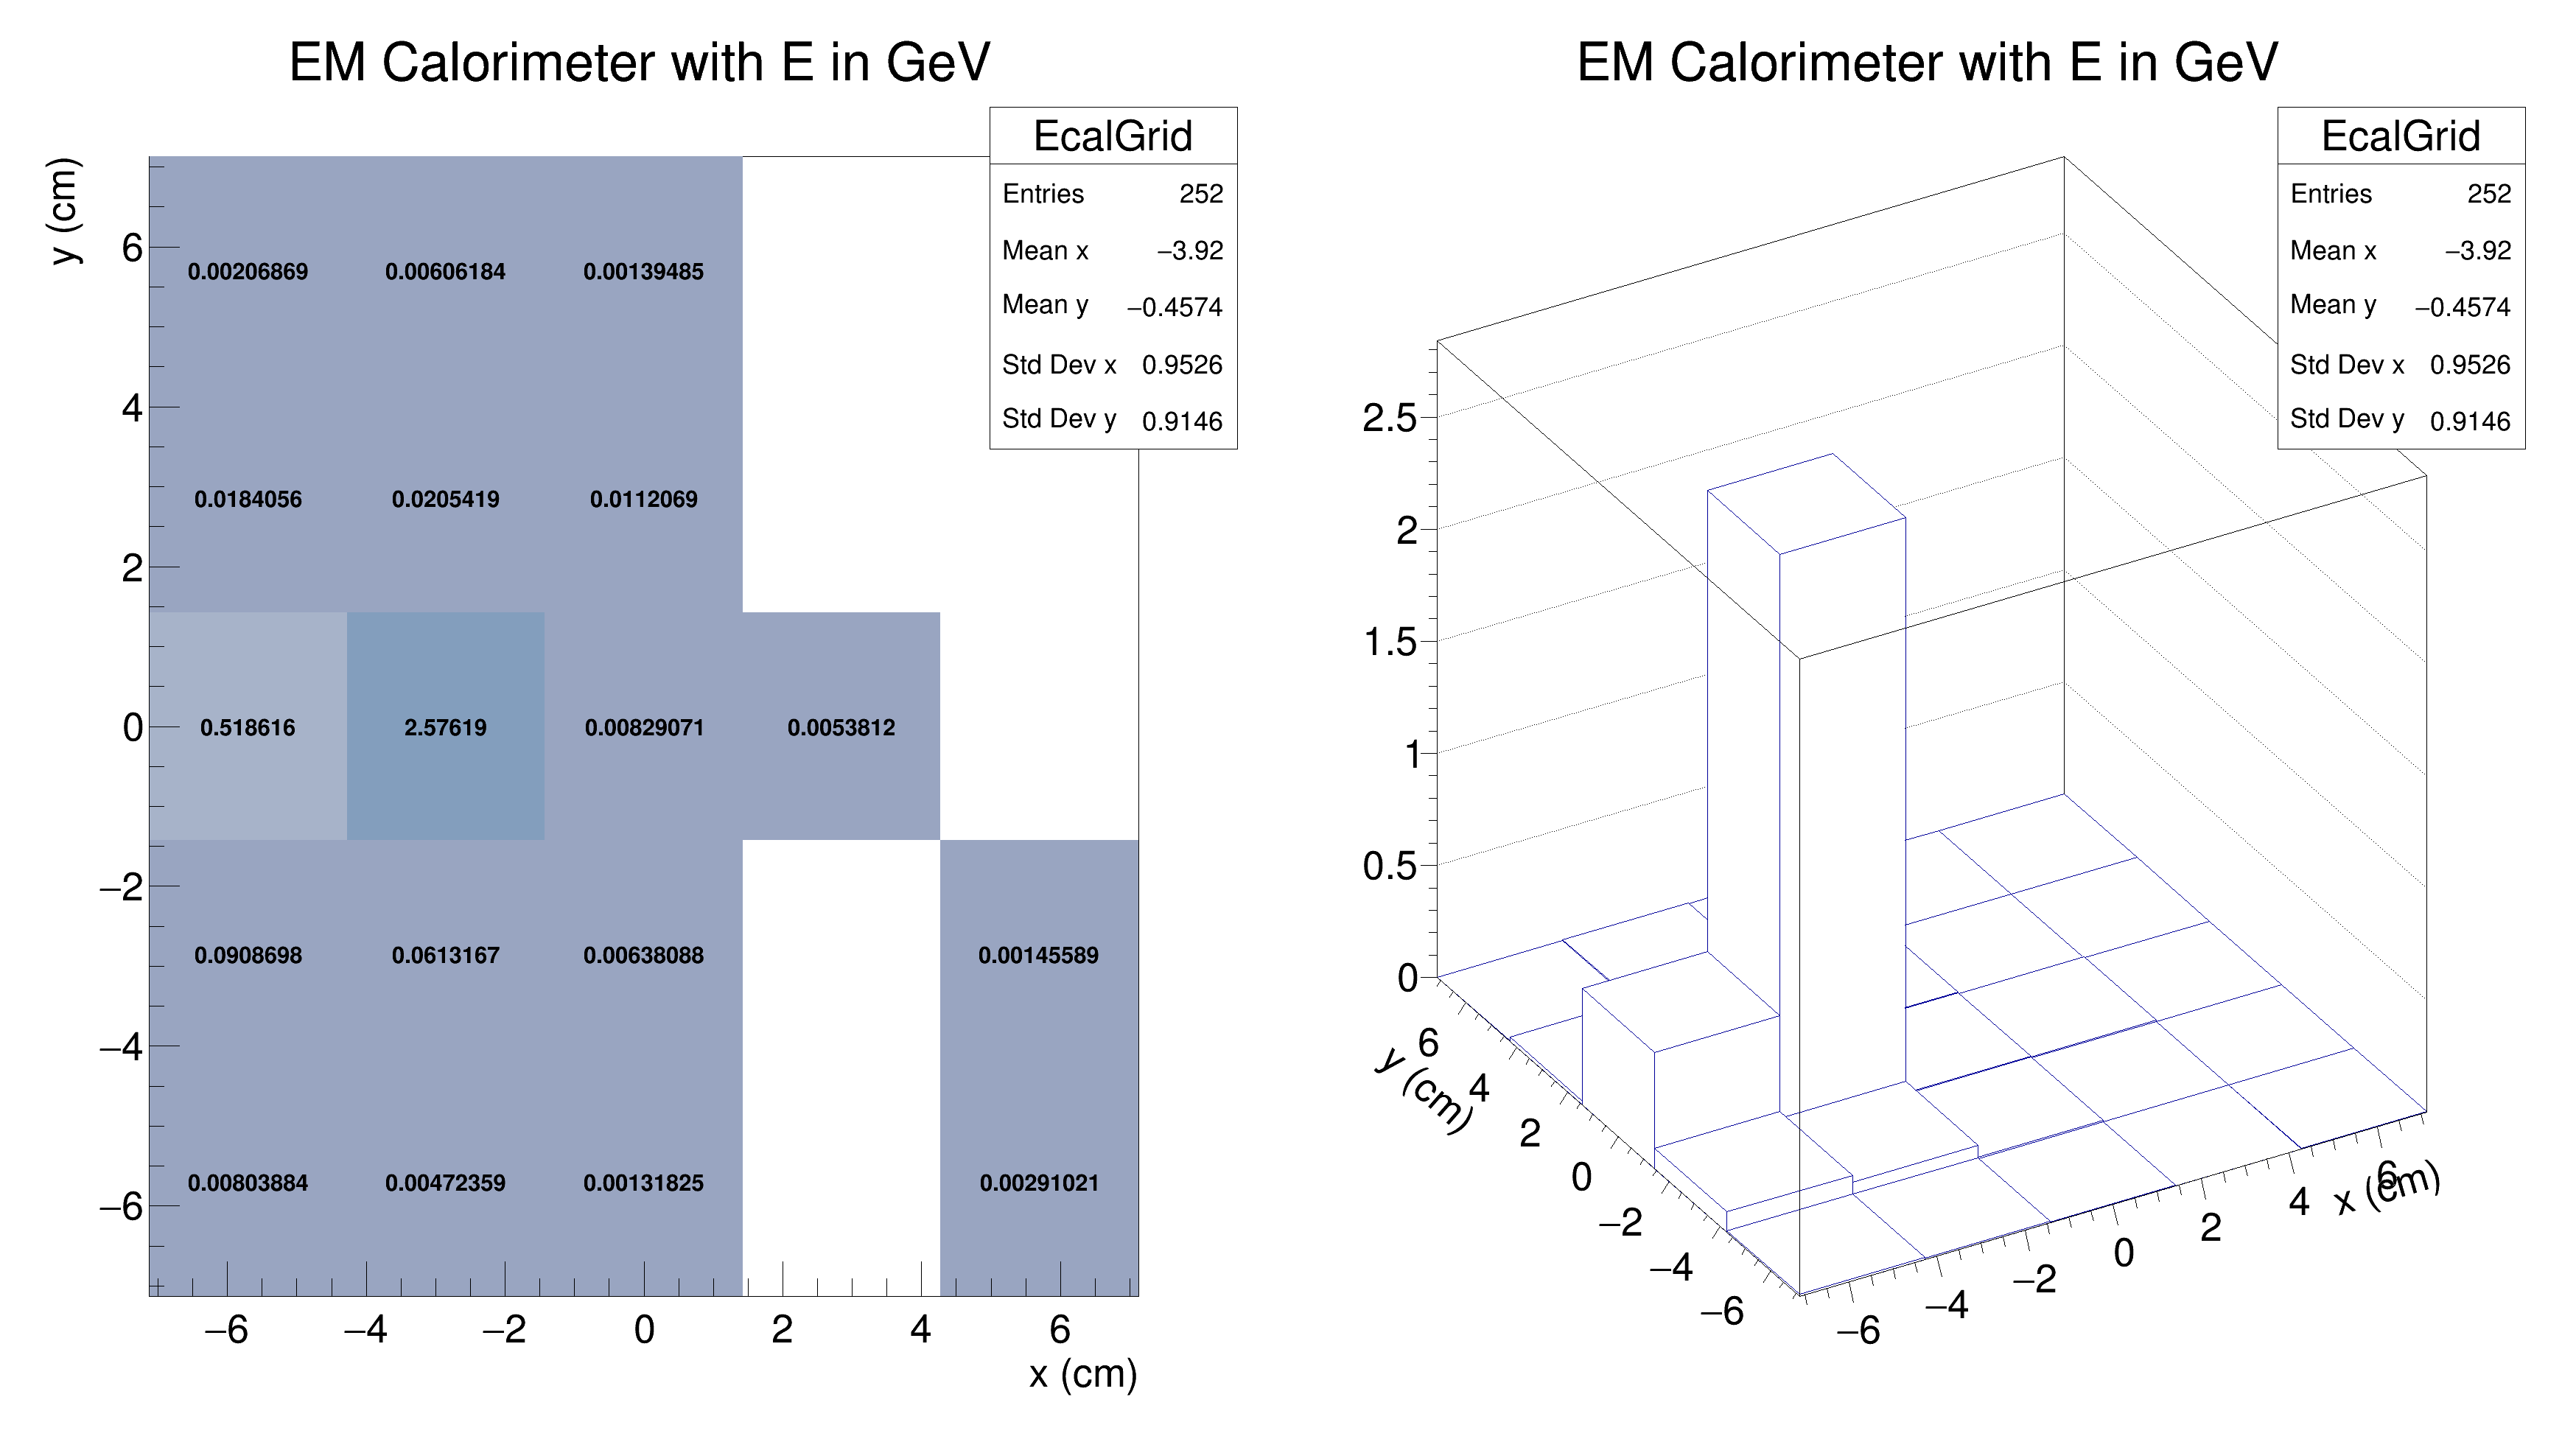 EM Calorimeter with E in GeV
EcalGrid
Entries 252
Mean x −3.92
Mean y −0.4574
Std Dev x 0.9526
Std Dev y 0.9146
y (cm)
6
4
2
0
−2
−4
−6
0.00206869 0.00606184 0.00139485
0.0184056 0.0205419 0.0112069
0.518616 2.57619 0.00829071 0.0053812
0.0908698 0.0613167 0.00638088 0.00145589
0.00803884 0.00472359 0.00131825 0.00291021
−6 −4 −2 0 2 4 6
x (cm)
EM Calorimeter with E in GeV
EcalGrid
Entries 252
Mean x −3.92
Mean y −0.4574
Std Dev x 0.9526
Std Dev y 0.9146
2.5
2
1.5
1
0.5
0
6
4
2
0
−2
−4
−6
y (cm)
−6 −4 −2 0 2 4 6
x (cm)